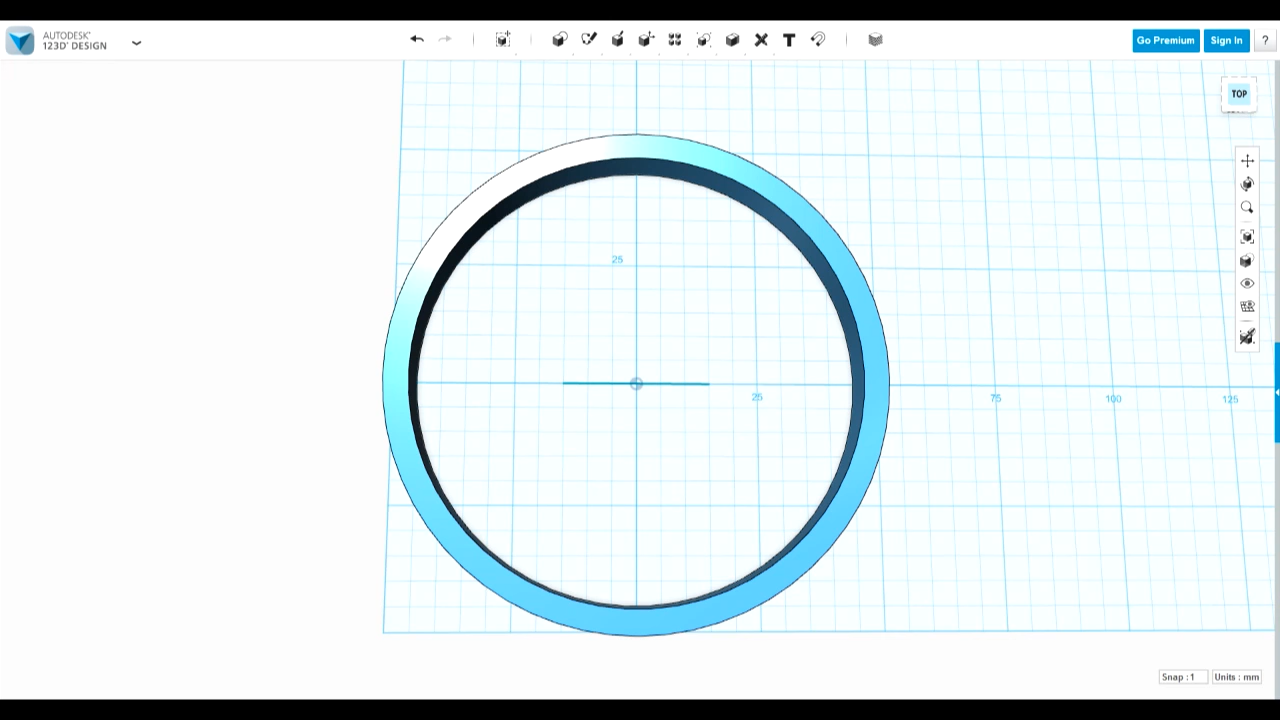 AUTODESK®
123D® DESIGN
Go Premium
Sign In
?
TOP
25
25
75
100
125
Snap : 1
Units : mm